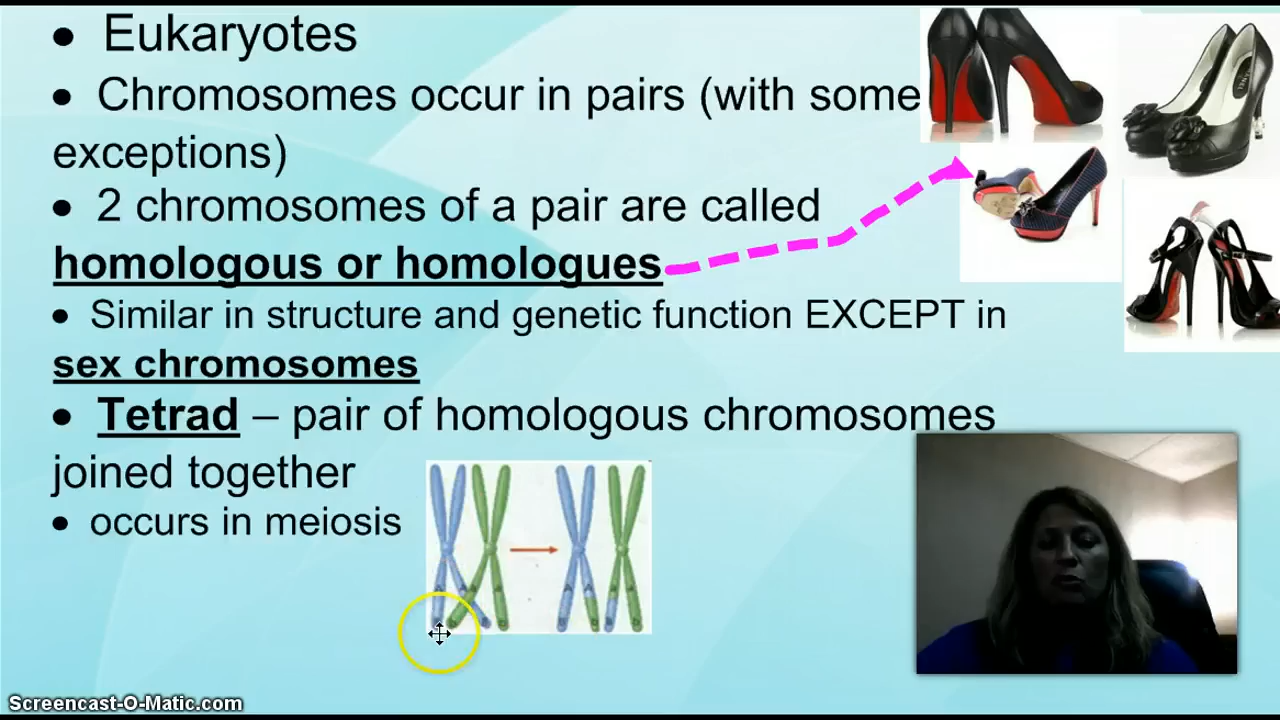 • Eukaryotes
• Chromosomes occur in pairs (with some
exceptions)
• 2 chromosomes of a pair are called
homologous or homologues
• Similar in structure and genetic function EXCEPT in
sex chromosomes
• Tetrad – pair of homologous chromosomes
joined together
• occurs in meiosis
Screencast-O-Matic.com